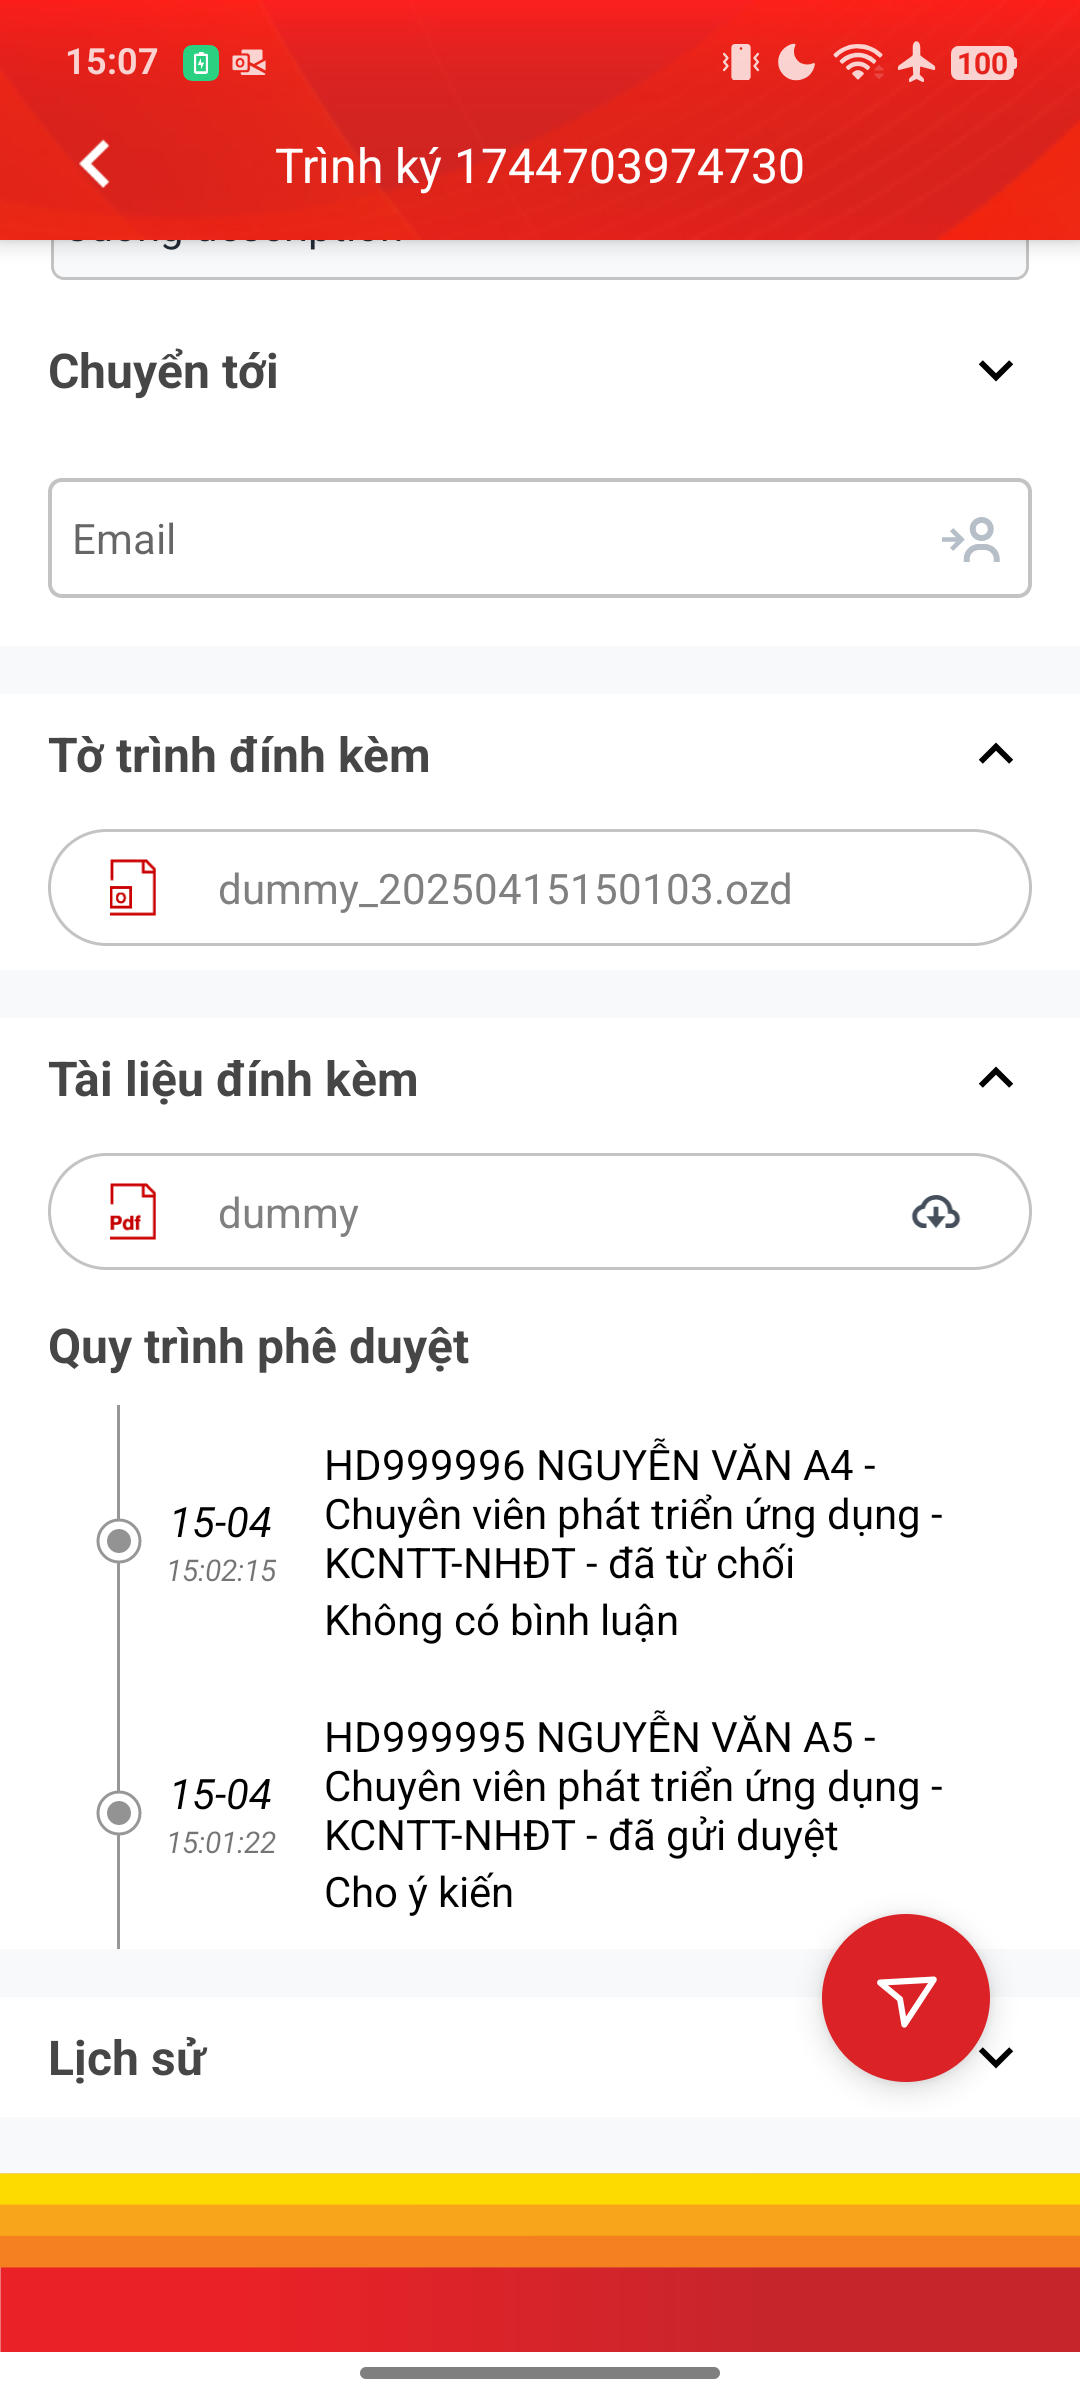 15:07
100
Trình ký 1744703974730
Chuyển tới
Email
Tờ trình đính kèm
dummy_20250415150103.ozd
Tài liệu đính kèm
Pdf
dummy
Quy trình phê duyệt
15-04
15:02:15
HD999996 NGUYỄN VĂN A4 -
Chuyên viên phát triển ứng dụng -
KCNTT-NHĐT - đã từ chối
Không có bình luận
15-04
15:01:22
HD999995 NGUYỄN VĂN A5 -
Chuyên viên phát triển ứng dụng -
KCNTT-NHĐT - đã gửi duyệt
Cho ý kiến
Lịch sử